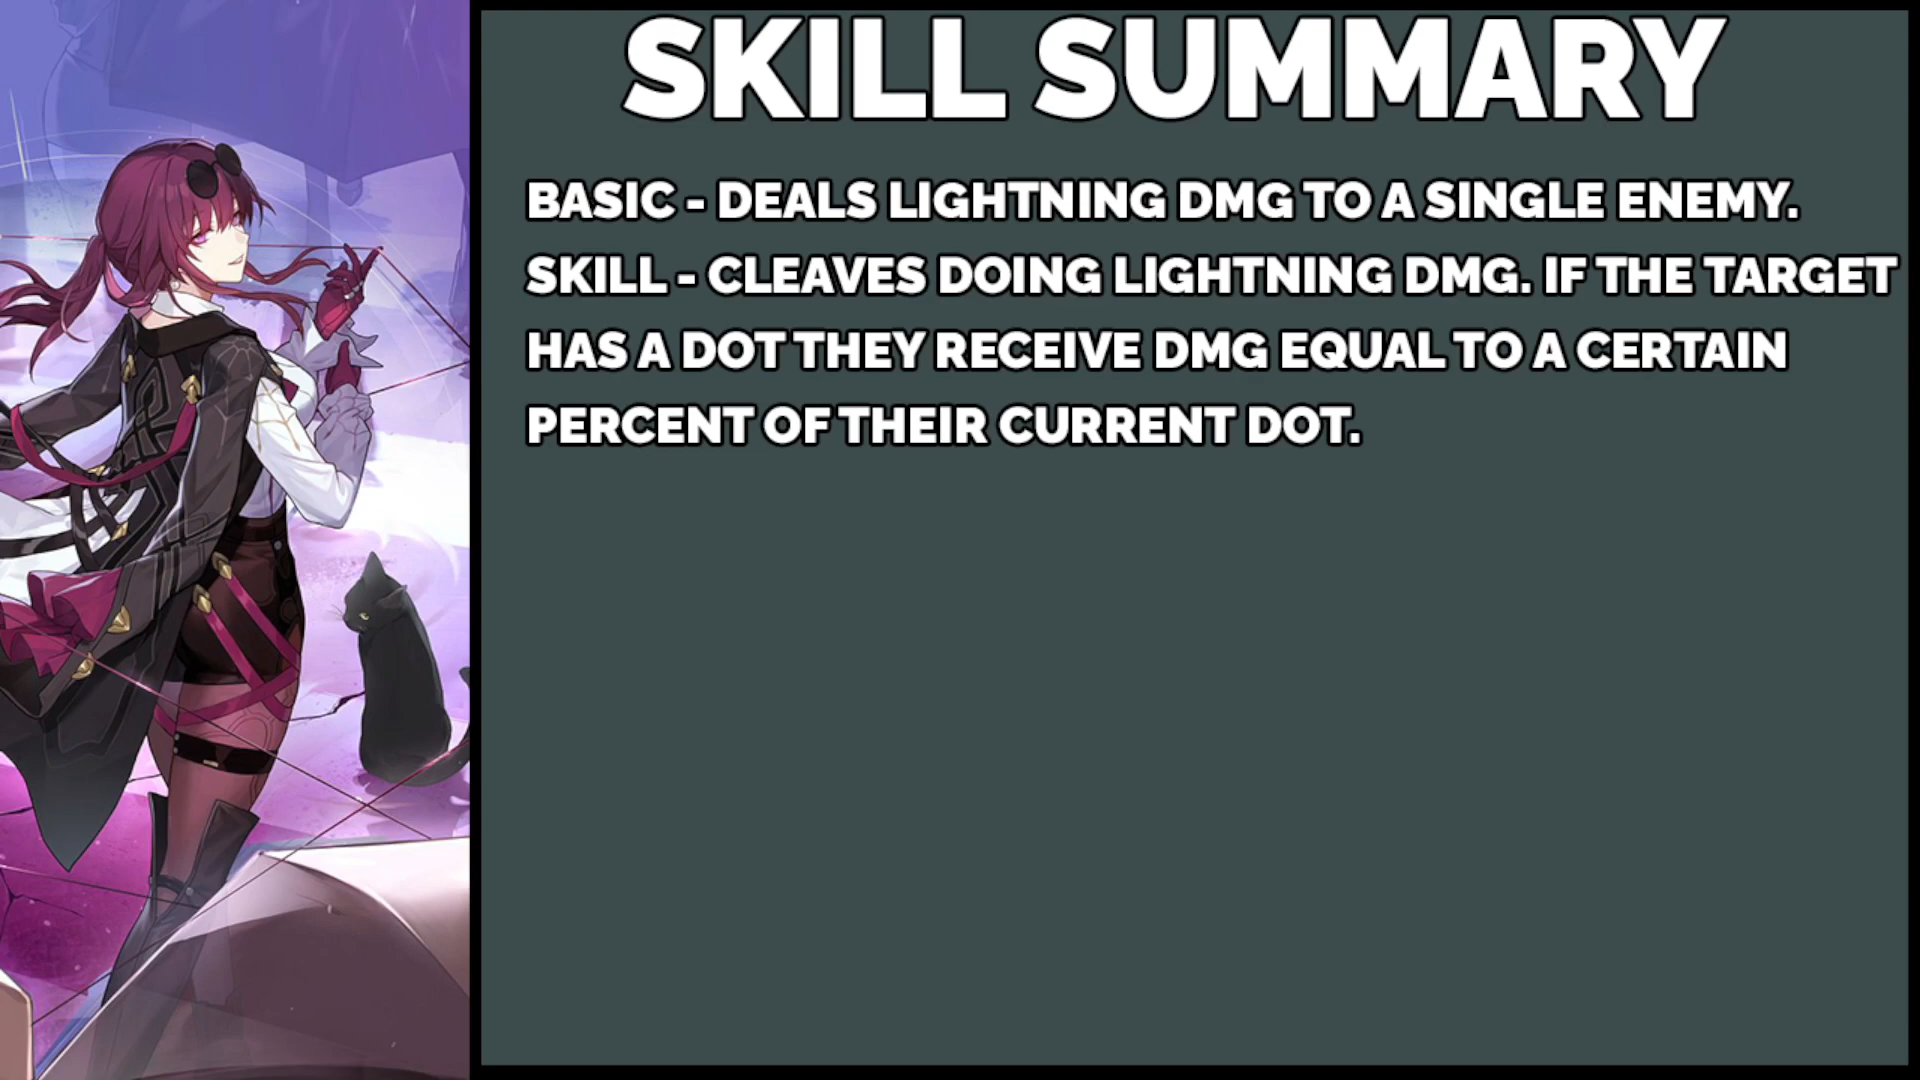 SKILL SUMMARY
BASIC - DEALS LIGHTNING DMG TO A SINGLE ENEMY.
SKILL - CLEAVES DOING LIGHTNING DMG. IF THE TARGET
HAS A DOT THEY RECEIVE DMG EQUAL TO A CERTAIN
PERCENT OF THEIR CURRENT DOT.